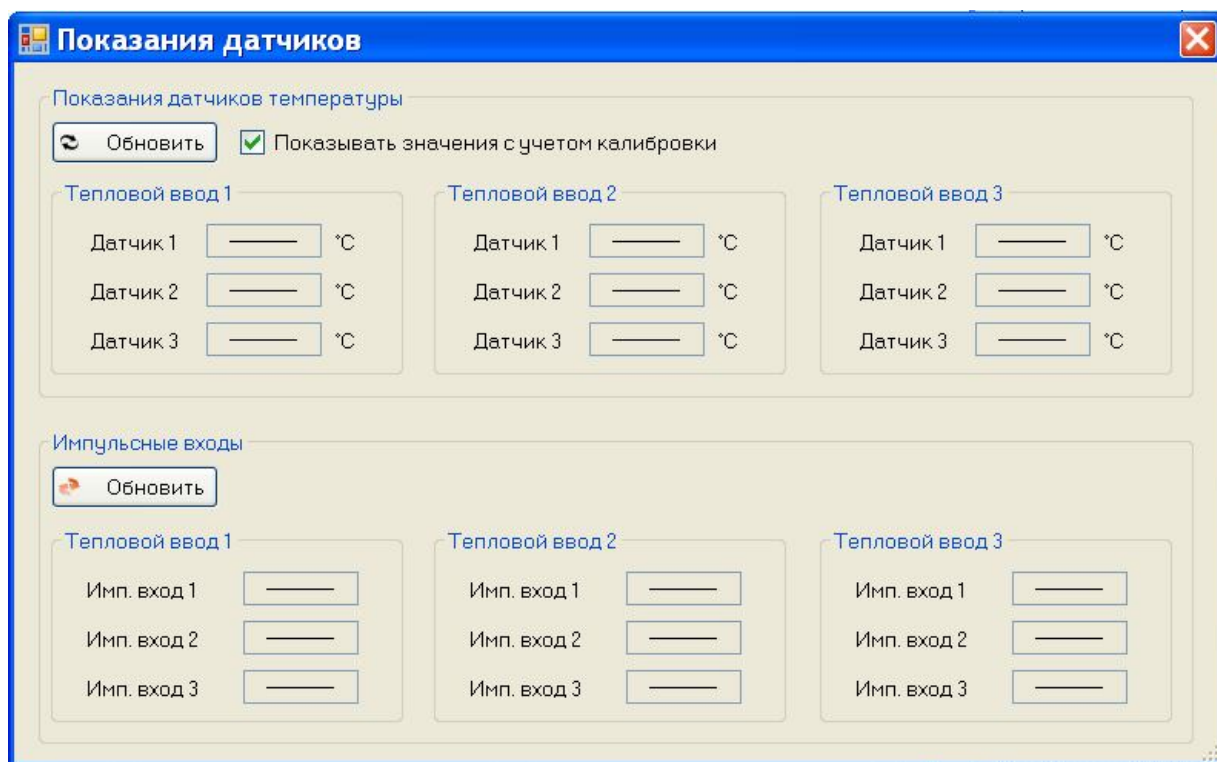 Показания датчиков
Показания датчиков температуры
Обновить Показывать значения с учетом калибровки
Тепловой ввод 1 Тепловой ввод 2 Тепловой ввод 3
Датчик 1 °C Датчик 1 °C Датчик 1 °C
Датчик 2 °C Датчик 2 °C Датчик 2 °C
Датчик 3 °C Датчик 3 °C Датчик 3 °C
Импульсные входы
Обновить
Тепловой ввод 1 Тепловой ввод 2 Тепловой ввод 3
Имп. вход 1 Имп. вход 1 Имп. вход 1
Имп. вход 2 Имп. вход 2 Имп. вход 2
Имп. вход 3 Имп. вход 3 Имп. вход 3